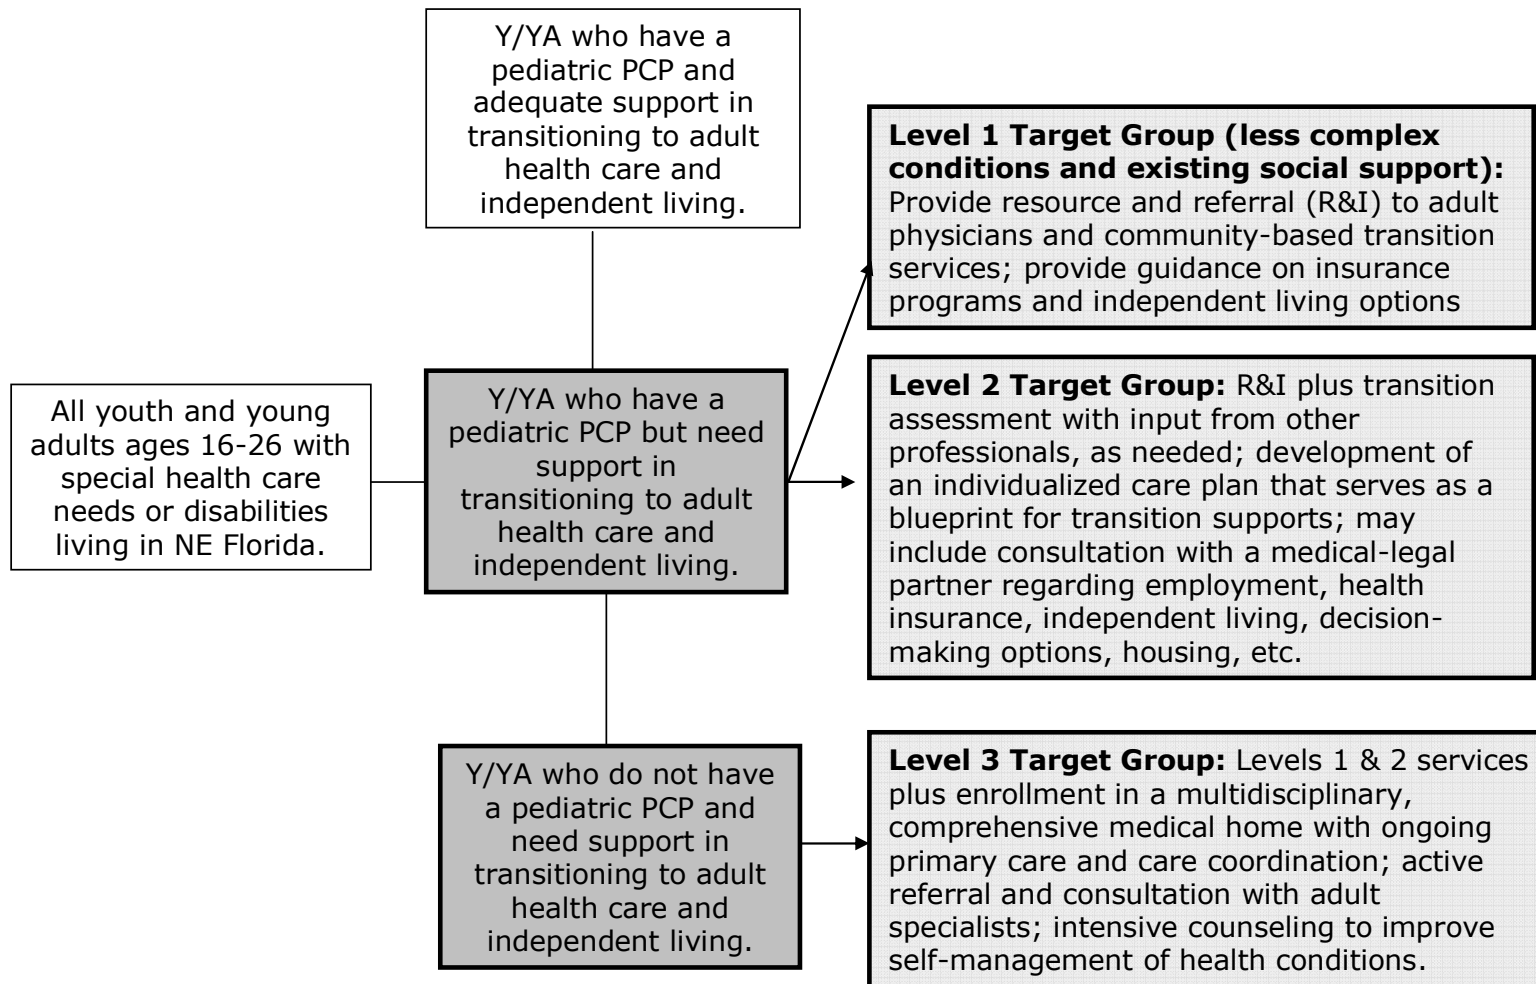 All youth and young
adults ages 16-26 with
special health care
needs or disabilities
living in NE Florida.
Y/YA who have a
pediatric PCP and
adequate support in
transitioning to adult
health care and
independent living.
Y/YA who have a
pediatric PCP but need
support in
transitioning to adult
health care and
independent living.
Y/YA who do not have
a pediatric PCP and
need support in
transitioning to adult
health care and
independent living.
Level 1 Target Group (less complex
conditions and existing social support):
Provide resource and referral (R&I) to adult
physicians and community-based transition
services; provide guidance on insurance
programs and independent living options
Level 2 Target Group: R&I plus transition
assessment with input from other
professionals, as needed; development of
an individualized care plan that serves as a
blueprint for transition supports; may
include consultation with a medical-legal
partner regarding employment, health
insurance, independent living, decision-
making options, housing, etc.
Level 3 Target Group: Levels 1 & 2 services
plus enrollment in a multidisciplinary,
comprehensive medical home with ongoing
primary care and care coordination; active
referral and consultation with adult
specialists; intensive counseling to improve
self-management of health conditions.